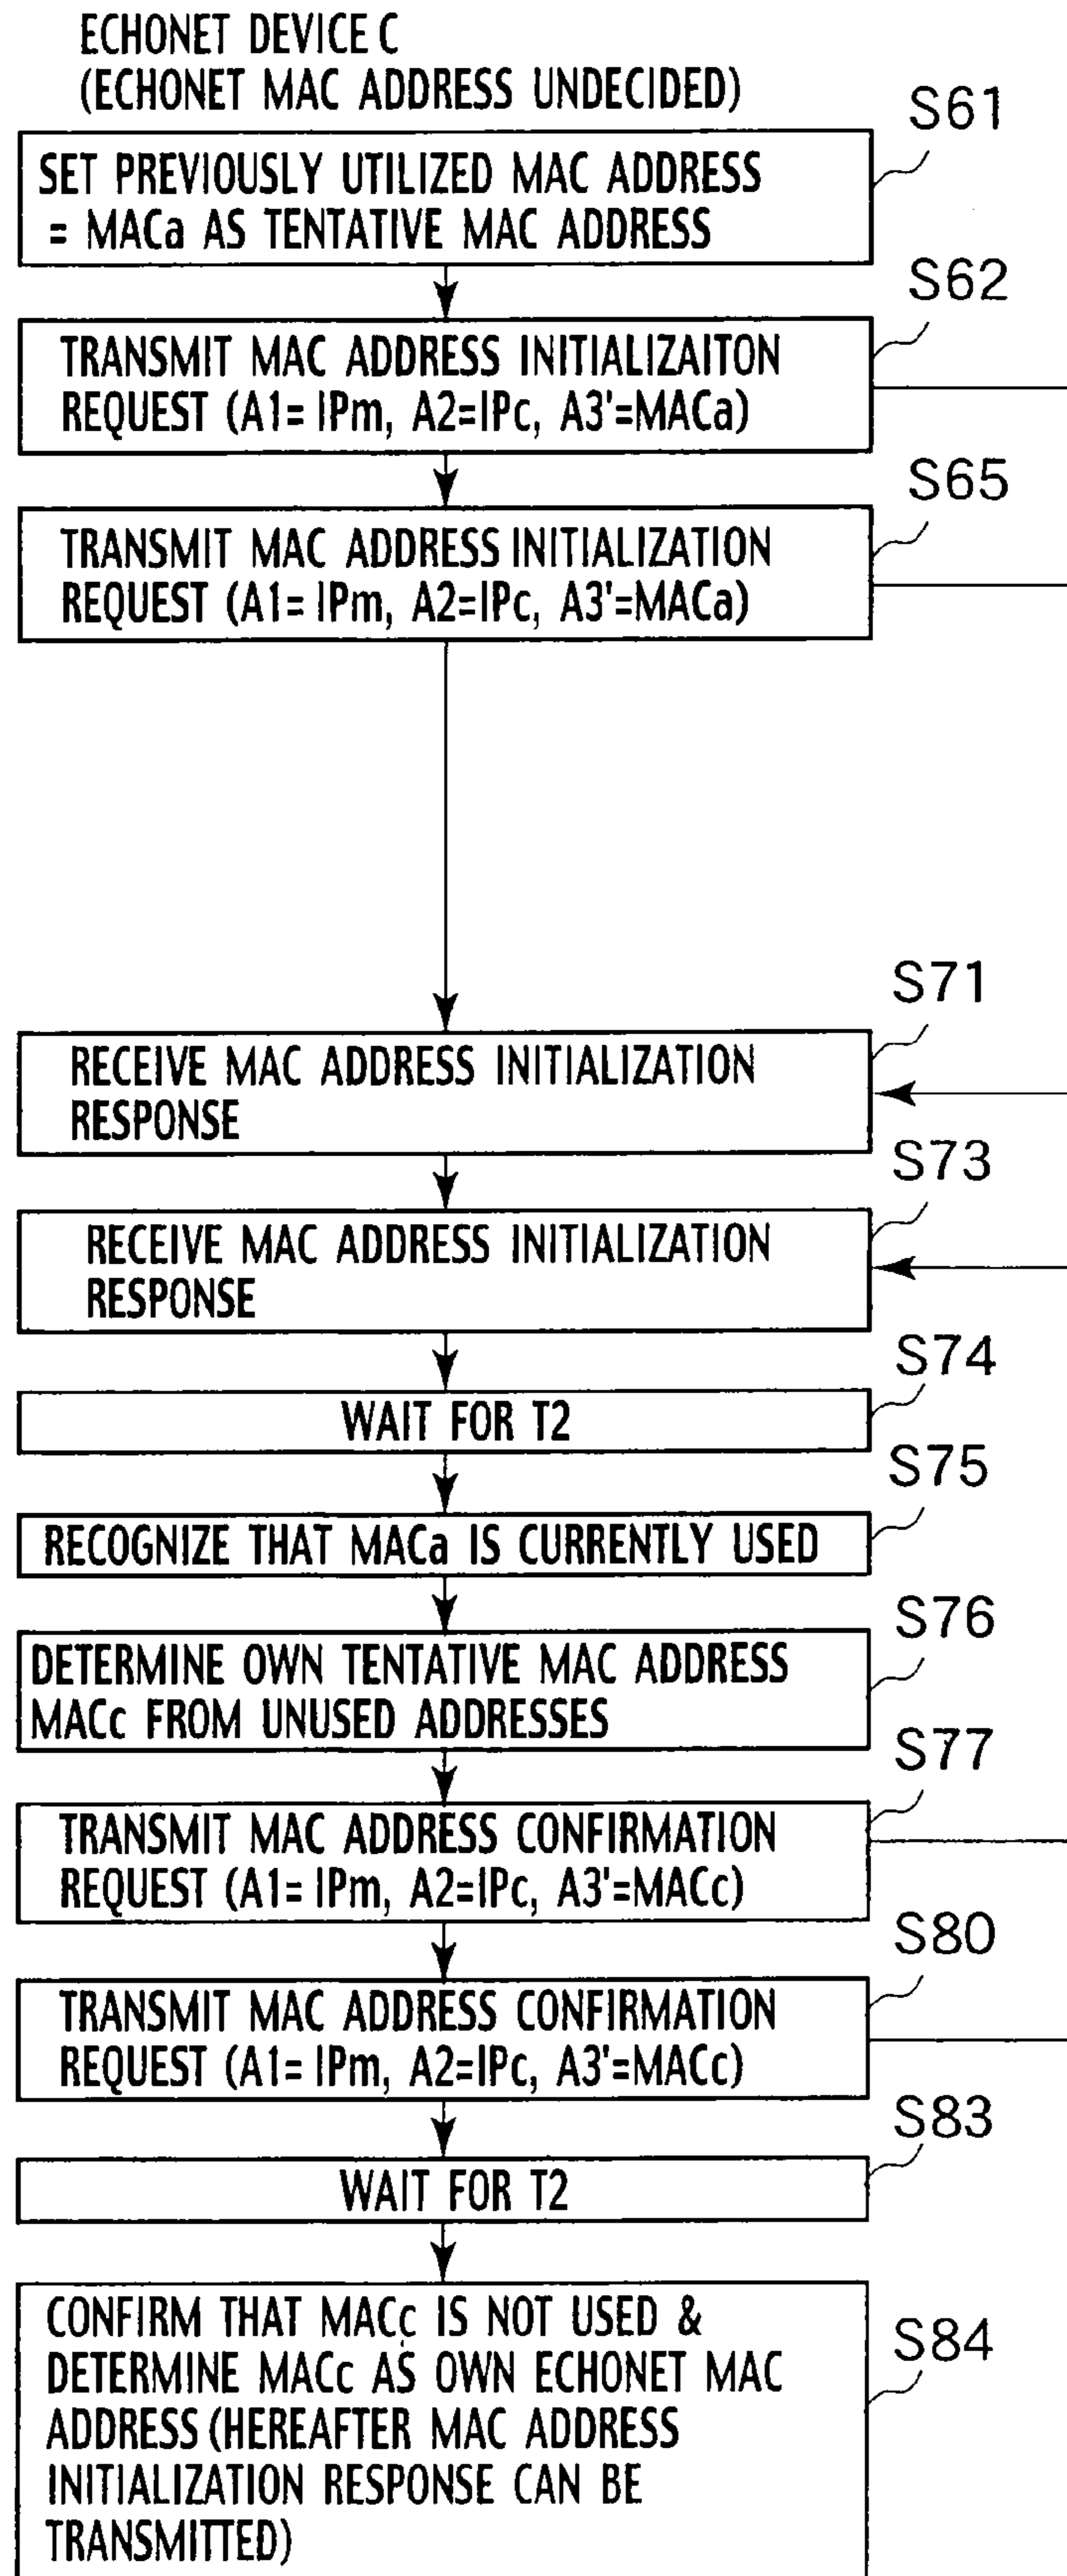 ECHONET DEVICE C
(ECHONET MAC ADDRESS UNDECIDED)
S61
SET PREVIOUSLY UTILIZED MAC ADDRESS
= MACa AS TENTATIVE MAC ADDRESS
S62
TRANSMIT MAC ADDRESS INITIALIZAITON
REQUEST (A1= IPm, A2=IPc, A3'=MACa)
S65
TRANSMIT MAC ADDRESS INITIALIZATION
REQUEST (A1= IPm, A2=IPc, A3'=MACa)
S71
RECEIVE MAC ADDRESS INITIALIZATION
RESPONSE
S73
RECEIVE MAC ADDRESS INITIALIZATION
RESPONSE
S74
WAIT FOR T2
S75
RECOGNIZE THAT MACa IS CURRENTLY USED
S76
DETERMINE OWN TENTATIVE MAC ADDRESS
MACc FROM UNUSED ADDRESSES
S77
TRANSMIT MAC ADDRESS CONFIRMATION
REQUEST (A1= IPm, A2=IPc, A3'=MACc)
S80
TRANSMIT MAC ADDRESS CONFIRMATION
REQUEST (A1= IPm, A2=IPc, A3'=MACc)
S83
WAIT FOR T2
S84
CONFIRM THAT MACc IS NOT USED &
DETERMINE MACc AS OWN ECHONET MAC
ADDRESS (HEREAFTER MAC ADDRESS
INITIALIZATION RESPONSE CAN BE
TRANSMITTED)